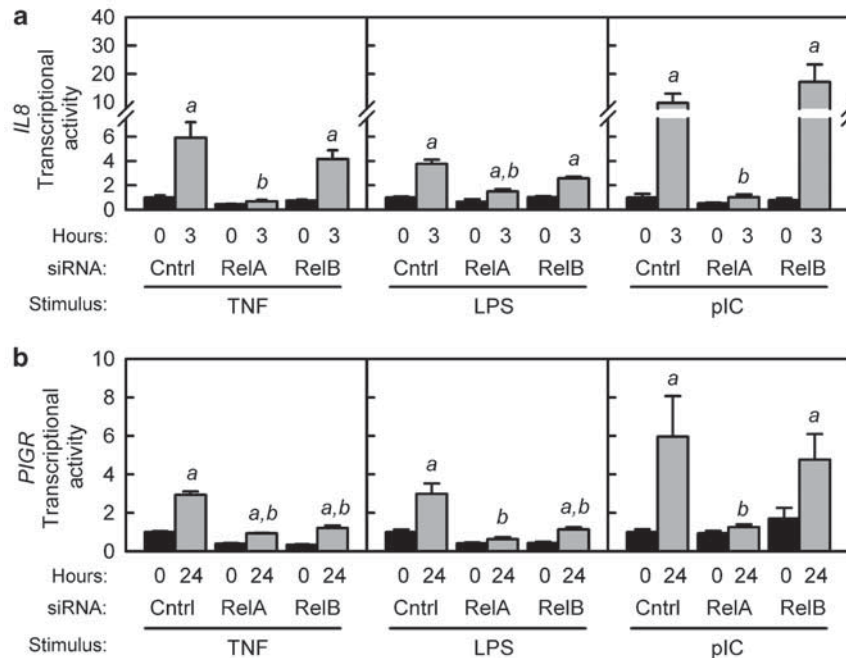 a
IL8
Transcriptional
activity
40
30
20
10
6
4
2
0
a
b
a
a
a,b
a
a
b
a
Hours: 0 3 0 3 0 3 0 3 0 3 0 3 0 3 0 3 0 3
siRNA: Cntrl RelA RelB Cntrl RelA RelB Cntrl RelA RelB
Stimulus: TNF LPS pIC
b
PIGR
Transcriptional
activity
10
8
6
4
2
0
a
a,b
a,b
a
b
a,b
a
b
a
Hours: 0 24 0 24 0 24 0 24 0 24 0 24 0 24 0 24 0 24
siRNA: Cntrl RelA RelB Cntrl RelA RelB Cntrl RelA RelB
Stimulus: TNF LPS pIC